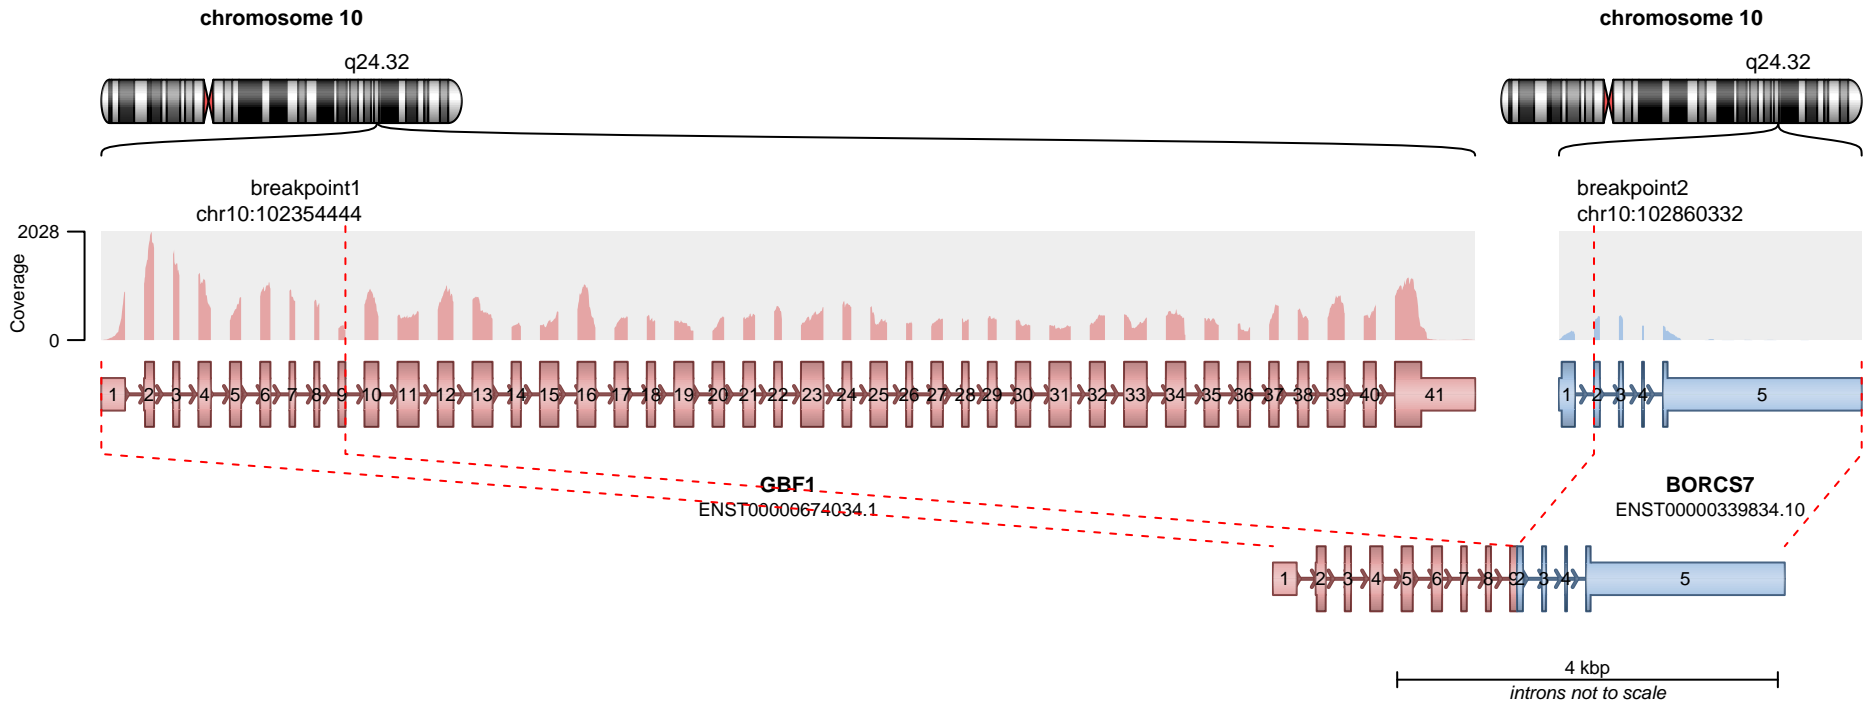 chromosome 10
chromosome 10
q24.32
q24.32
breakpoint1
chr10:102354444
breakpoint2
chr10:102860332
2028
0
Coverage
1 2 3 4 5 6 7 8 9 10 11 12 13 14 15 16 17 18 19 20 21 22 23 24 25 26 27 28 29 30 31 32 33 34 35 36 37 38 39 40 41
1 2 3 4 5
GBF1
ENST00000674034.1
BORCS7
ENST00000339834.10
1 2 3 4 5 6 7 8 9 2 3 4 5
4 kbp
introns not to scale